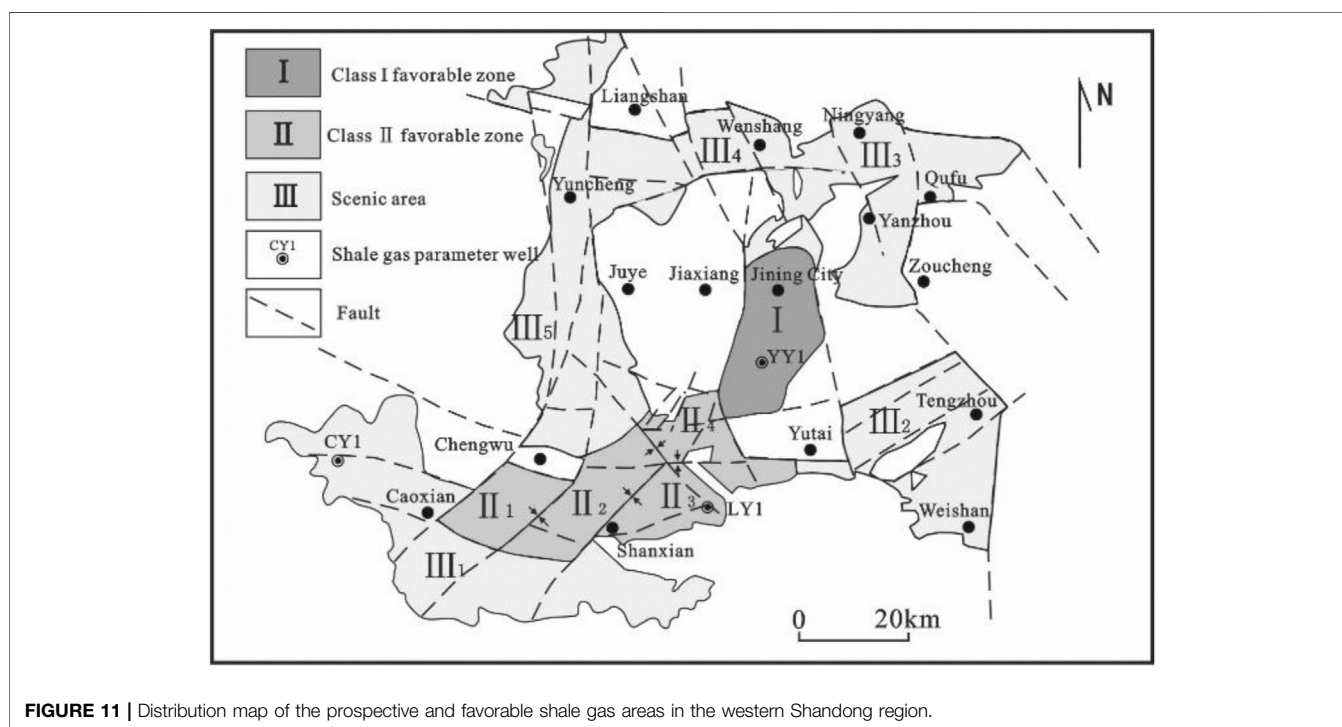 I Class I favorable zone
II Class II favorable zone
III Scenic area
CY1 Shale gas parameter well
Fault
N
Liangshan
Wenshang
Ningyang
III4
III3
Yuncheng
Qufu
Yanzhou
Juye
Jiaxiang
Jining City
Zoucheng
I
III5
YY1
II4
III2
Tengzhou
CY1
Chengwu
Yutai
Caoxian
II1
II2
II3
LY1
Weishan
Shanxian
III1
0 20km
FIGURE 11 | Distribution map of the prospective and favorable shale gas areas in the western Shandong region.